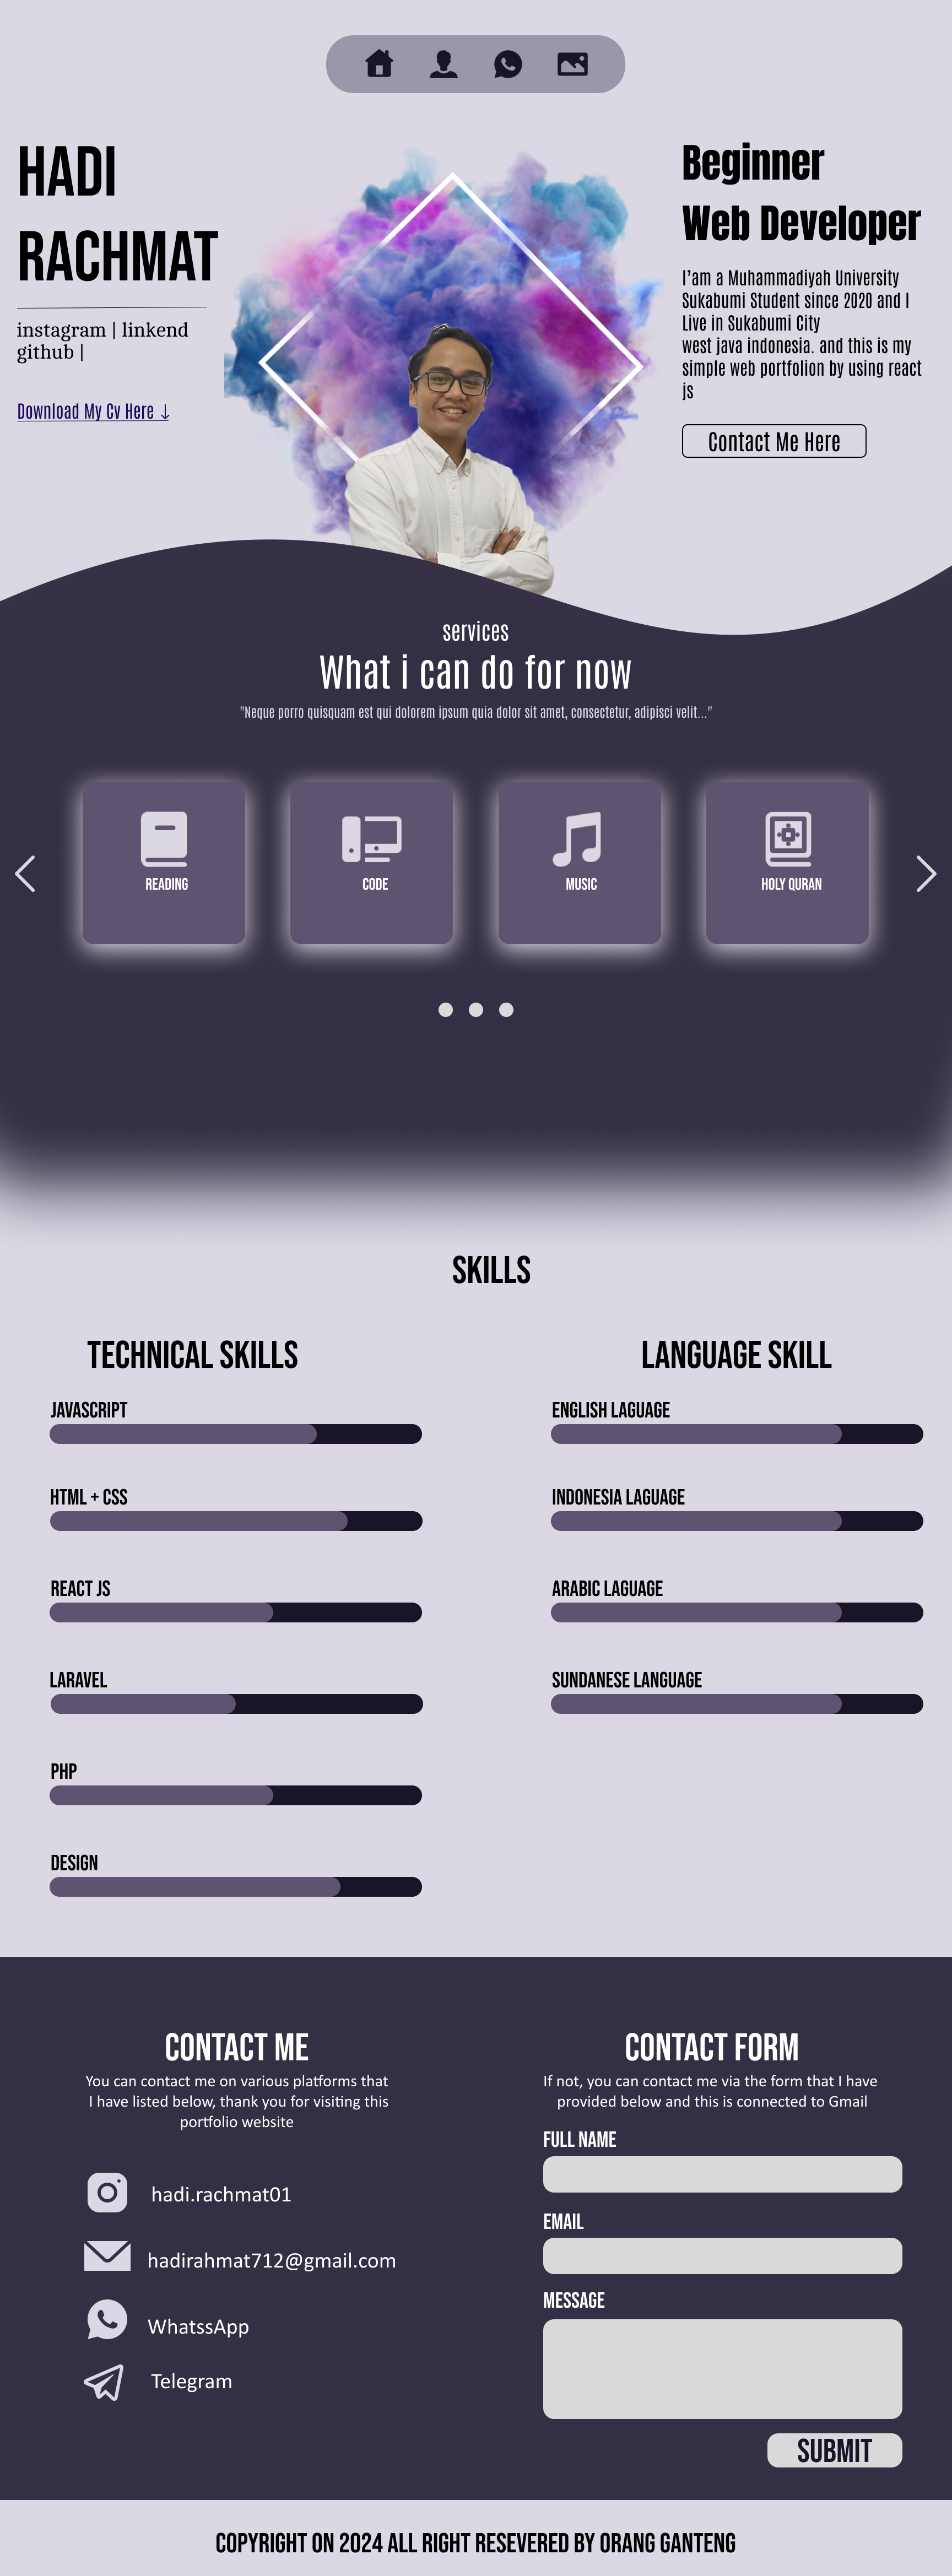 HADI
RACHMAT
instagram | linkend
github |
Download My Cv Here ↓
Beginner
Web Developer
I'am a Muhammadiyah University
Sukabumi Student since 2020 and I
Live in Sukabumi City
west java indonesia. and this is my
simple web portfolion by using react
js
Contact Me Here
services
What i can do for now
"Neque porro quisquam est qui dolorem ipsum quia dolor sit amet, consectetur, adipisci velit..."
READING
CODE
MUSIC
HOLY QURAN
SKILLS
TECHNICAL SKILLS
JAVASCRIPT
HTML + CSS
REACT JS
LARAVEL
PHP
DESIGN
LANGUAGE SKILL
ENGLISH LAGUAGE
INDONESIA LAGUAGE
ARABIC LAGUAGE
SUNDANESE LANGUAGE
CONTACT ME
You can contact me on various platforms that
I have listed below, thank you for visiting this
portfolio website
hadi.rachmat01
hadirahmat712@gmail.com
WhatssApp
Telegram
CONTACT FORM
If not, you can contact me via the form that I have
provided below and this is connected to Gmail
FULL NAME
EMAIL
MESSAGE
SUBMIT
COPYRIGHT ON 2024 ALL RIGHT RESEVERED BY ORANG GANTENG